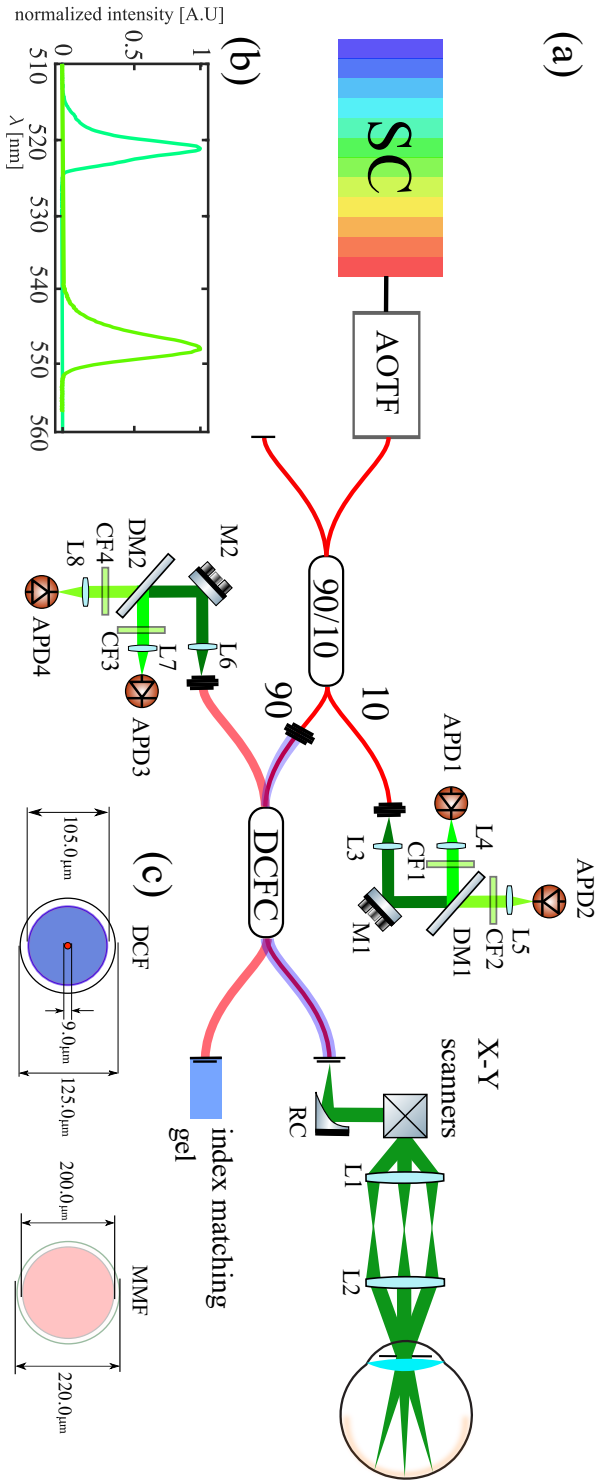 (a)
SC
AOTF
90/10
10
90
APD1
APD2
L4
L5
CF1
CF2
L3
M1
DM1
X-Y
scanners
L1
L2
RC
DCFC
index matching
gel
M2
L6
DM2
L7
CF3
CF4
L8
APD3
APD4
(b)
normalized intensity [A.U]
0
0.5
1
510
520
530
540
550
560
λ [nm]
(c)
DCF
105.0μm
9.0μm
125.0μm
MMF
200.0μm
220.0μm